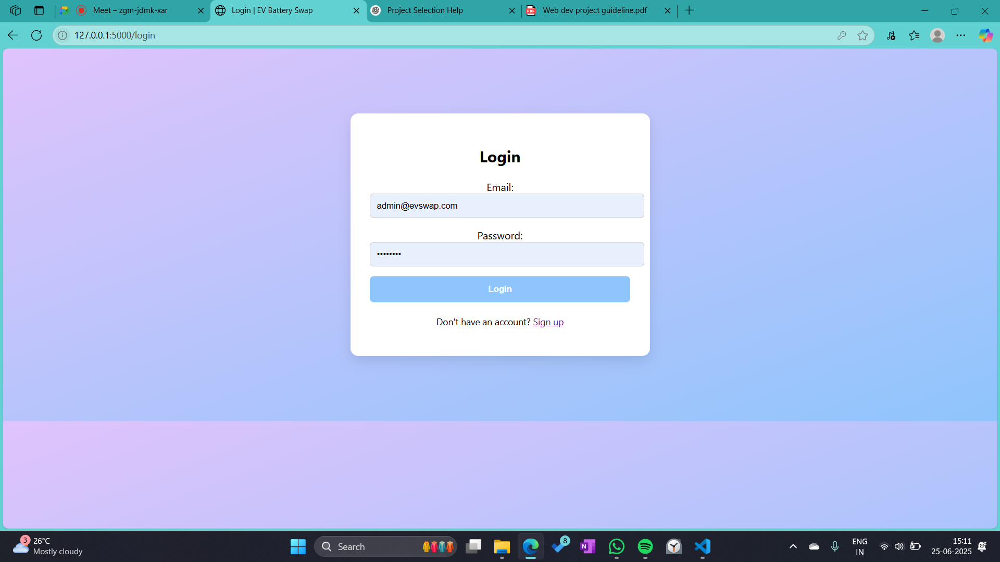 Meet – zgm-jdmk-xar
Login | EV Battery Swap
Project Selection Help
PDF
Web dev project guideline.pdf
127.0.0.1:5000/login
Login
Email:
admin@evswap.com
Password:
••••••••
Login
Don't have an account? Sign up
3
26°C
Mostly cloudy
Search
8
N
ENG
IN
15:11
25-06-2025